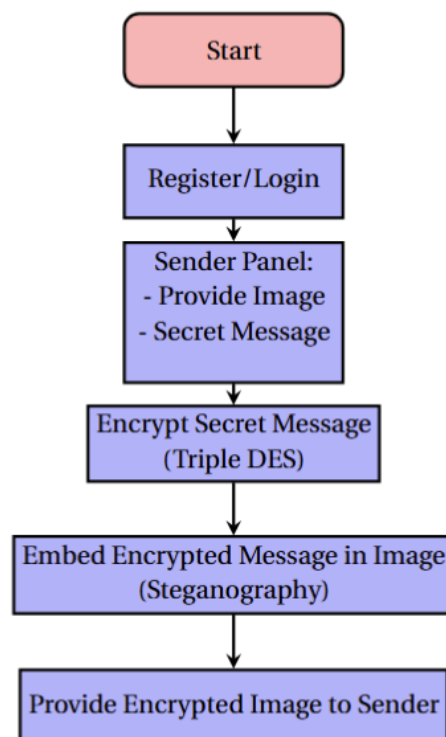 Start
Register/Login
Sender Panel:
- Provide Image
- Secret Message
Encrypt Secret Message
(Triple DES)
Embed Encrypted Message in Image
(Steganography)
Provide Encrypted Image to Sender